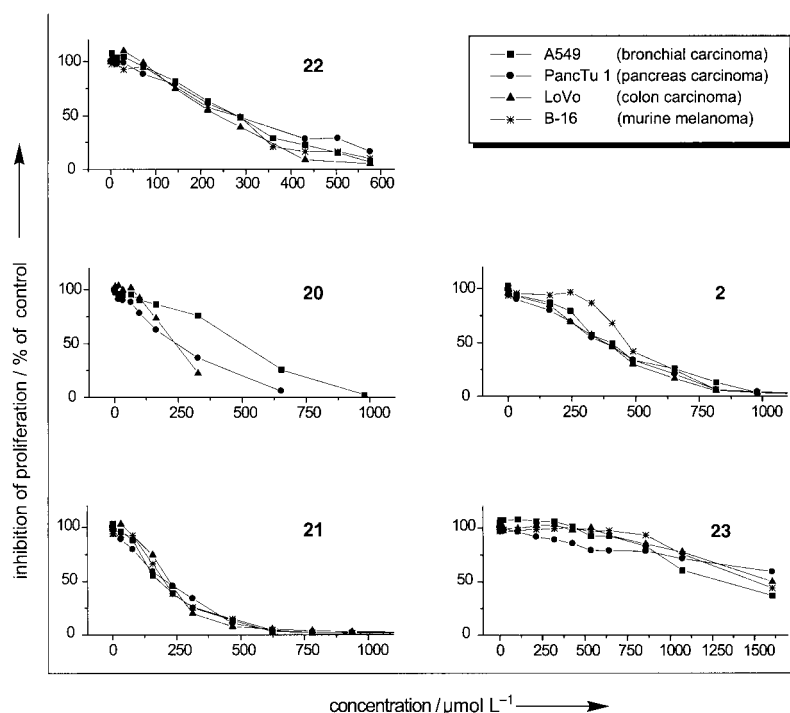 inhibition of proliferation / % of control
100
50
0
22
0 100 200 300 400 500 600
A549 (bronchial carcinoma)
PancTu 1 (pancreas carcinoma)
LoVo (colon carcinoma)
B-16 (murine melanoma)
100
50
0
20
0 250 500 750 1000
100
50
0
2
0 250 500 750 1000
100
50
0
21
0 250 500 750 1000
100
50
0
23
0 250 500 750 1000 1250 1500
concentration / µmol L⁻¹